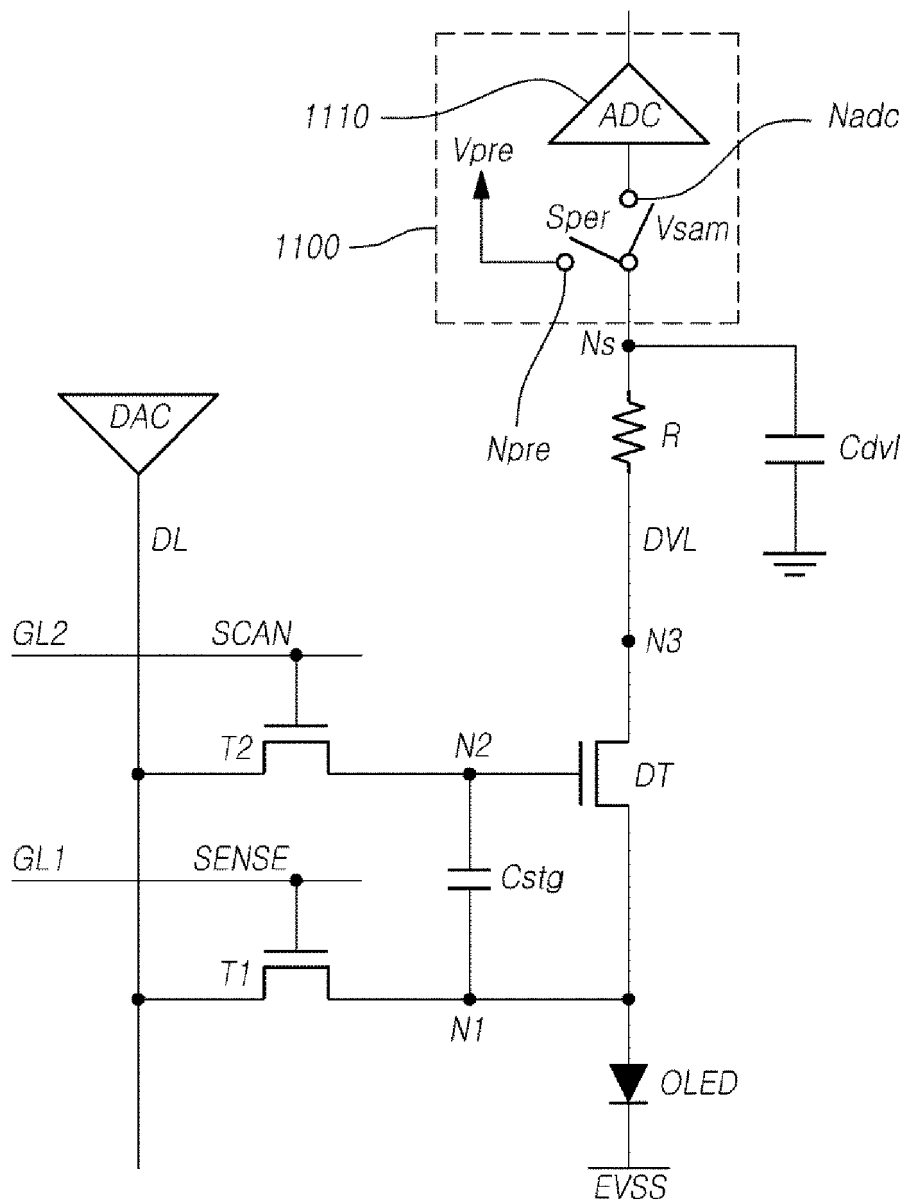 1110
ADC
Nadc
Vpre
Sper
Vsam
1100
Ns
DAC
Npre
R
Cdvl
DL
DVL
GL2
SCAN
N3
T2
N2
DT
GL1
SENSE
Cstg
T1
N1
OLED
EVSS